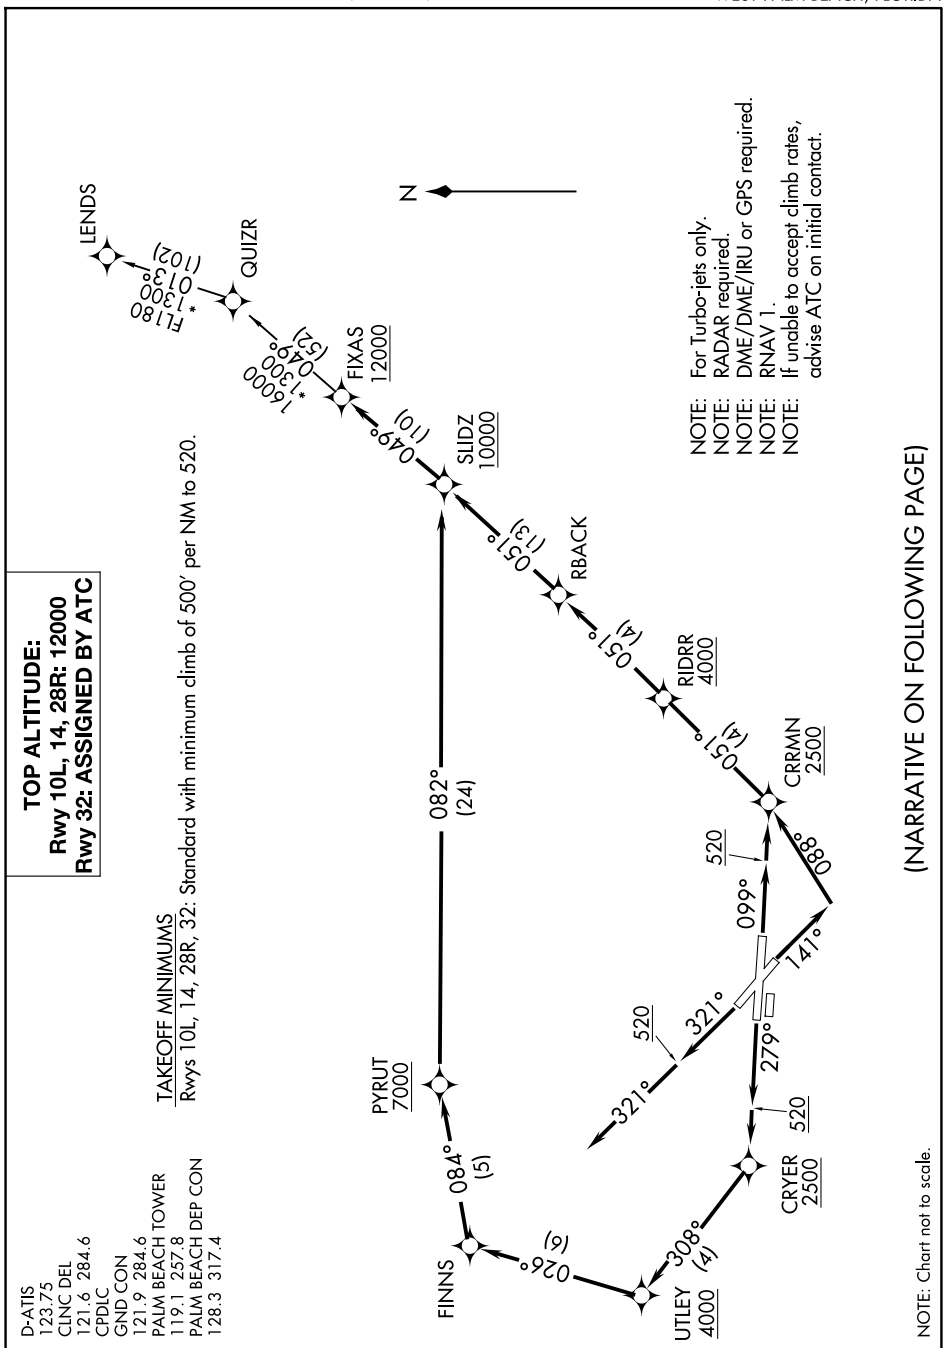 TOP ALTITUDE:
Rwy 10L, 14, 28R: 12000
Rwy 32: ASSIGNED BY ATC
D-ATIS
123.75
CLNC DEL
121.6 284.6
CPDLC
GND CON
121.9 284.6
PALM BEACH TOWER
119.1 257.8
PALM BEACH DEP CON
128.3 317.4
TAKEOFF MINIMUMS
Rwys 10L, 14, 28R, 32: Standard with minimum climb of 500' per NM to 520.
LENDS
FL180
*1300
013°
(102)
QUIZR
16000
*1300
049°
(52)
FIXAS
12000
049°
(10)
SLIDZ
10000
N
PYRUT
7000
082°
(24)
051°
(13)
RBACK
051°
(4)
RIDRR
4000
051°
(4)
CRRMN
2500
FINNS
084°
(5)
026°
(6)
UTLEY
4000
308°
(4)
CRYER
2500
520
279°
321°
520
321°
099°
520
141°
088°
NOTE: For Turbo-jets only.
NOTE: RADAR required.
NOTE: DME/DME/IRU or GPS required.
NOTE: RNAV 1.
NOTE: If unable to accept climb rates,
advise ATC on initial contact.
(NARRATIVE ON FOLLOWING PAGE)
NOTE: Chart not to scale.